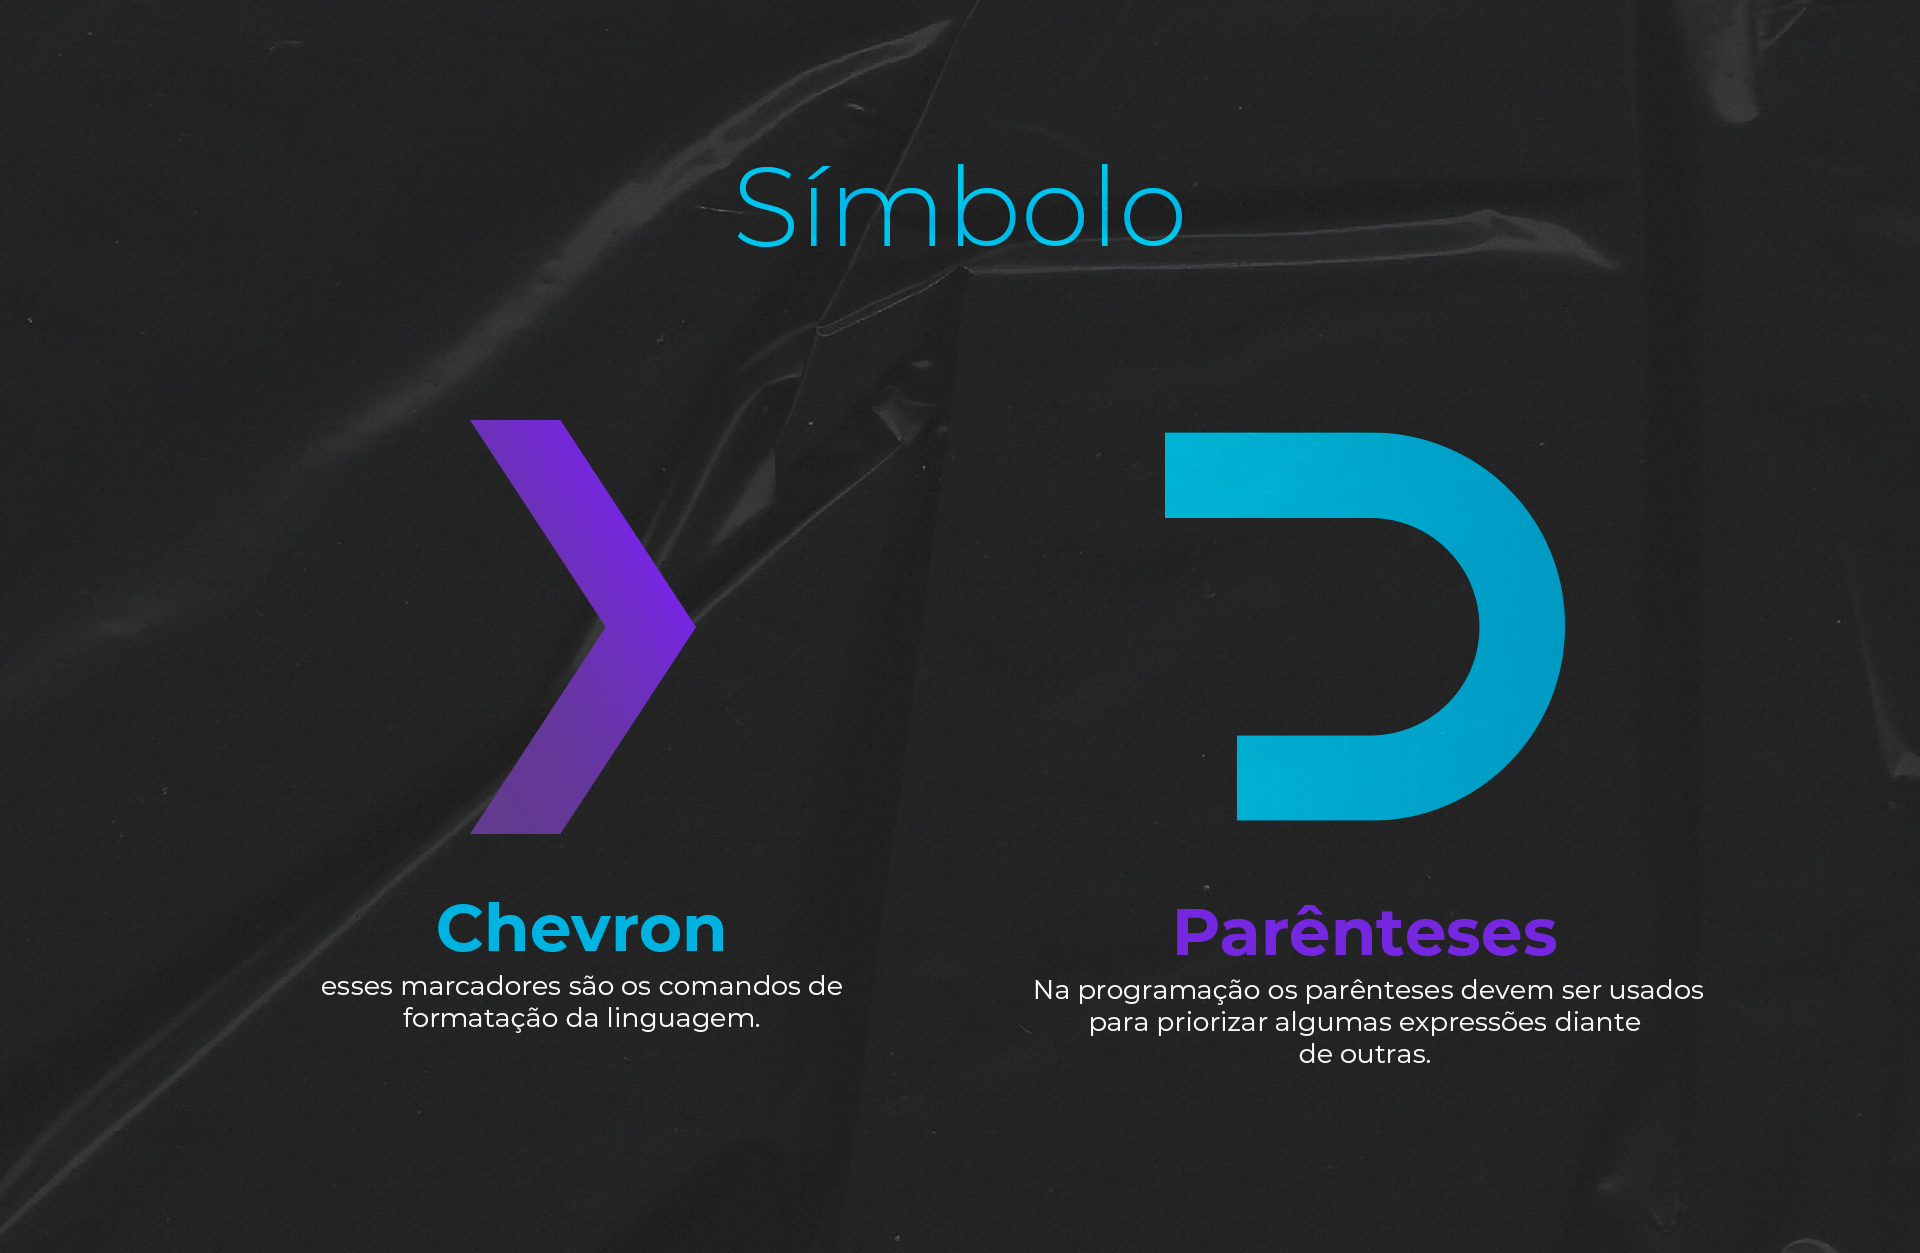 Símbolo
Chevron
esses marcadores são os comandos de
formatação da linguagem.
Parênteses
Na programação os parênteses devem ser usados
para priorizar algumas expressões diante
de outras.